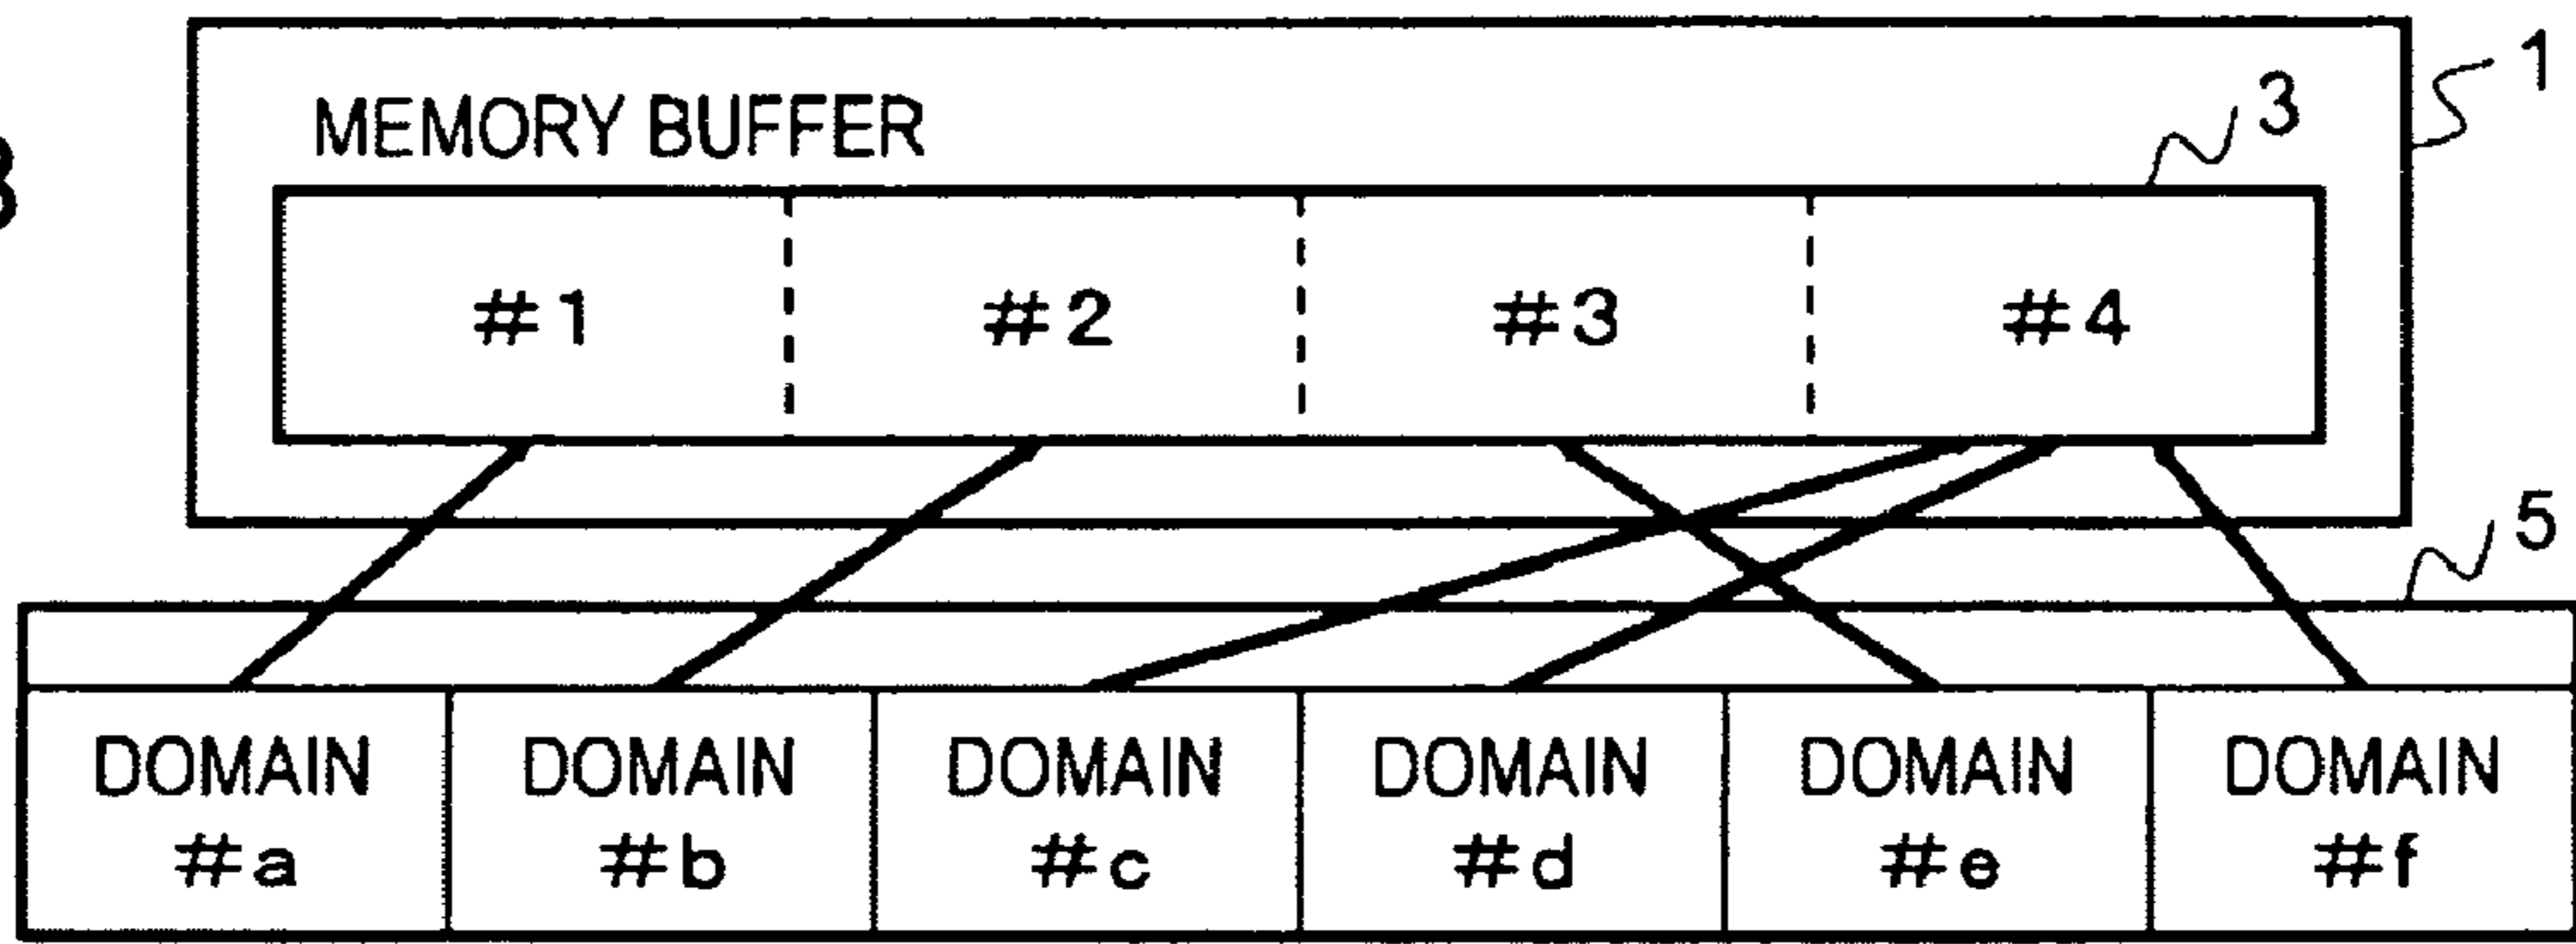 1
3
MEMORY BUFFER
#1 #2 #3 #4
5
DOMAIN #a
DOMAIN #b
DOMAIN #c
DOMAIN #d
DOMAIN #e
DOMAIN #f